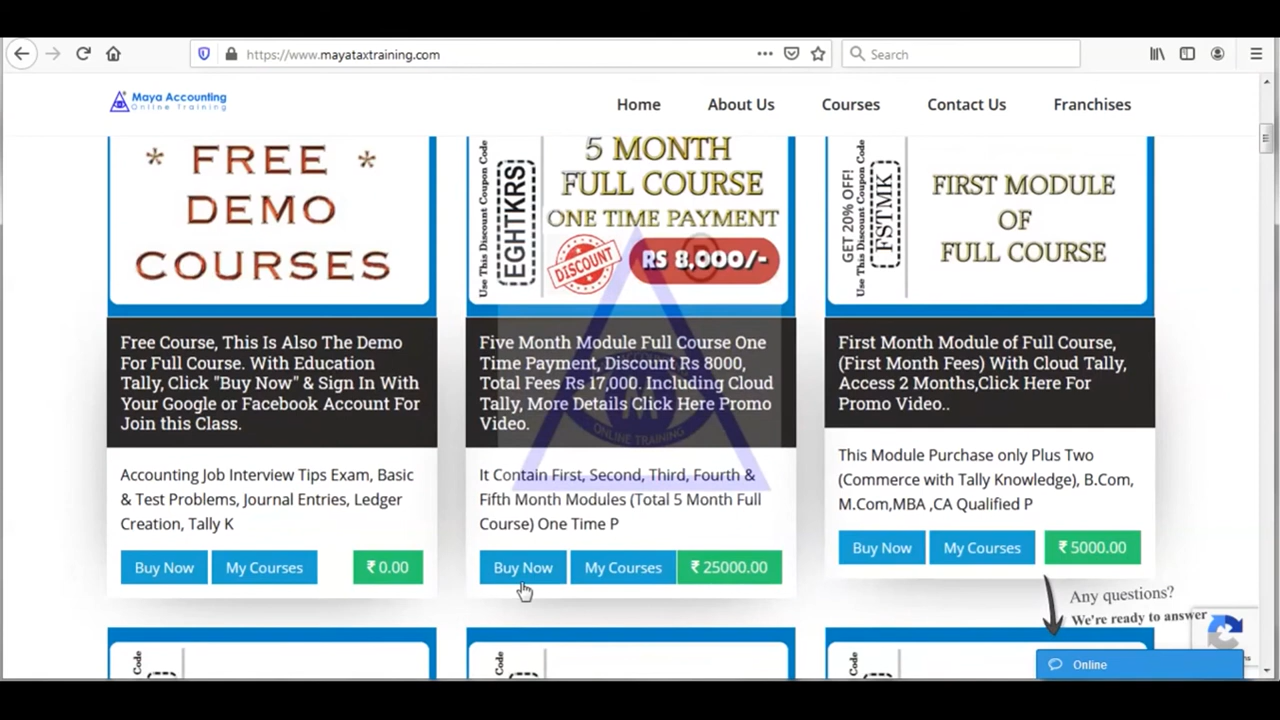 https://www.mayataxtraining.com
Search
Maya Accounting
Online Training
Home
About Us
Courses
Contact Us
Franchises
* FREE *
DEMO
COURSES
Use This Discount Coupon Code
EGHTKRS
5 MONTH
FULL COURSE
ONE TIME PAYMENT
DISCOUNT
RS 8,000/-
GET 20% OFF!
Use This Discount Coupon Code
FSTMK
FIRST MODULE
OF
FULL COURSE
Free Course, This Is Also The Demo
For Full Course. With Education
Tally, Click "Buy Now" & Sign In With
Your Google or Facebook Account For
Join this Class.
Accounting Job Interview Tips Exam, Basic
& Test Problems, Journal Entries, Ledger
Creation, Tally K
Buy Now
My Courses
₹ 0.00
Five Month Module Full Course One
Time Payment, Discount Rs 8000,
Total Fees Rs 17,000. Including Cloud
Tally, More Details Click Here Promo
Video.
ONLINE TRAINING
It Contain First, Second, Third, Fourth &
Fifth Month Modules (Total 5 Month Full
Course) One Time P
Buy Now
My Courses
₹ 25000.00
First Month Module of Full Course,
(First Month Fees) With Cloud Tally,
Access 2 Months,Click Here For
Promo Video..
This Module Purchase only Plus Two
(Commerce with Tally Knowledge), B.Com,
M.Com,MBA ,CA Qualified P
Buy Now
My Courses
₹ 5000.00
Code
Code
Code
Any questions?
We're ready to answer
Online